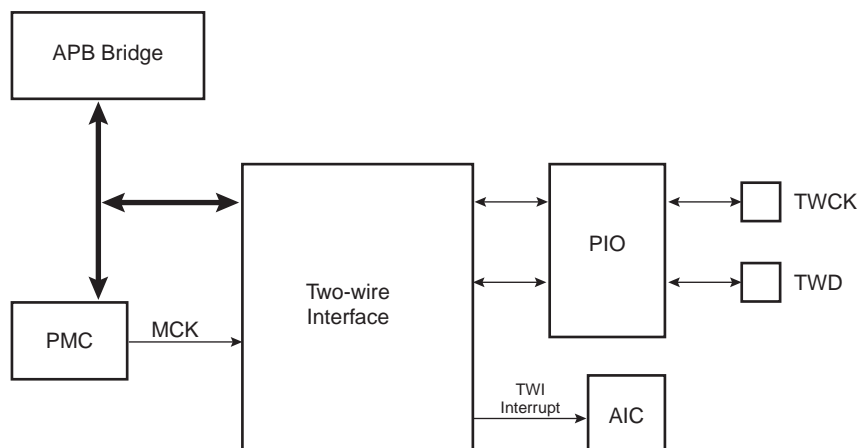 APB Bridge
TWCK
PIO
TWD
Two-wire
Interface
PMC
MCK
TWI
Interrupt
AIC